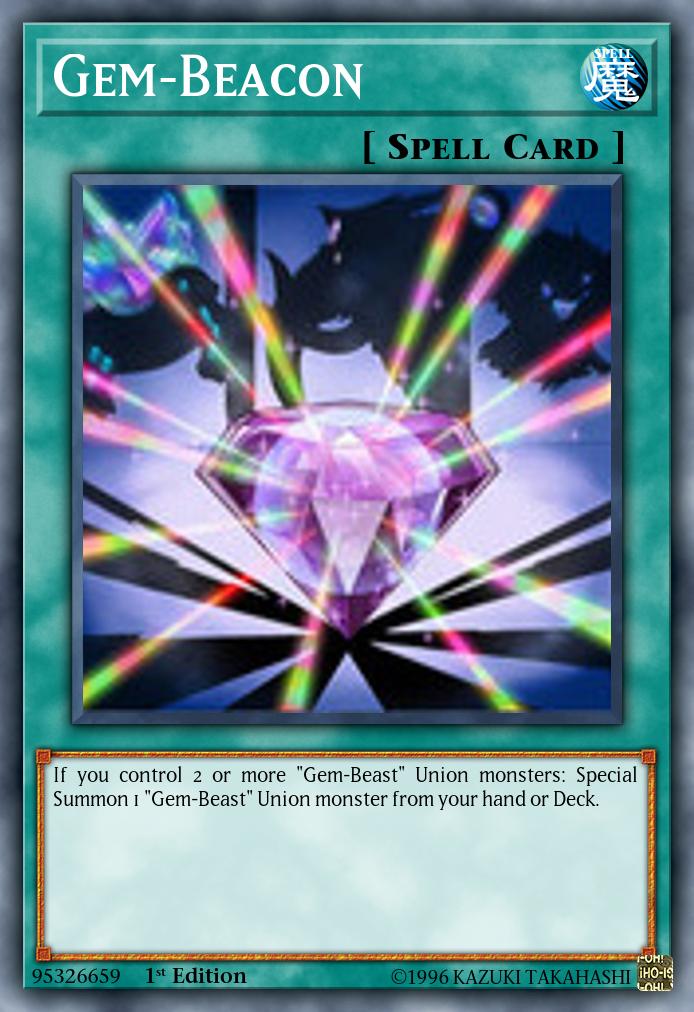 Gem-Beacon
SPELL
魔
[ Spell Card ]
If you control 2 or more "Gem-Beast" Union monsters: Special
Summon 1 "Gem-Beast" Union monster from your hand or Deck.
95326659 1st Edition ©1996 KAZUKI TAKAHASHI